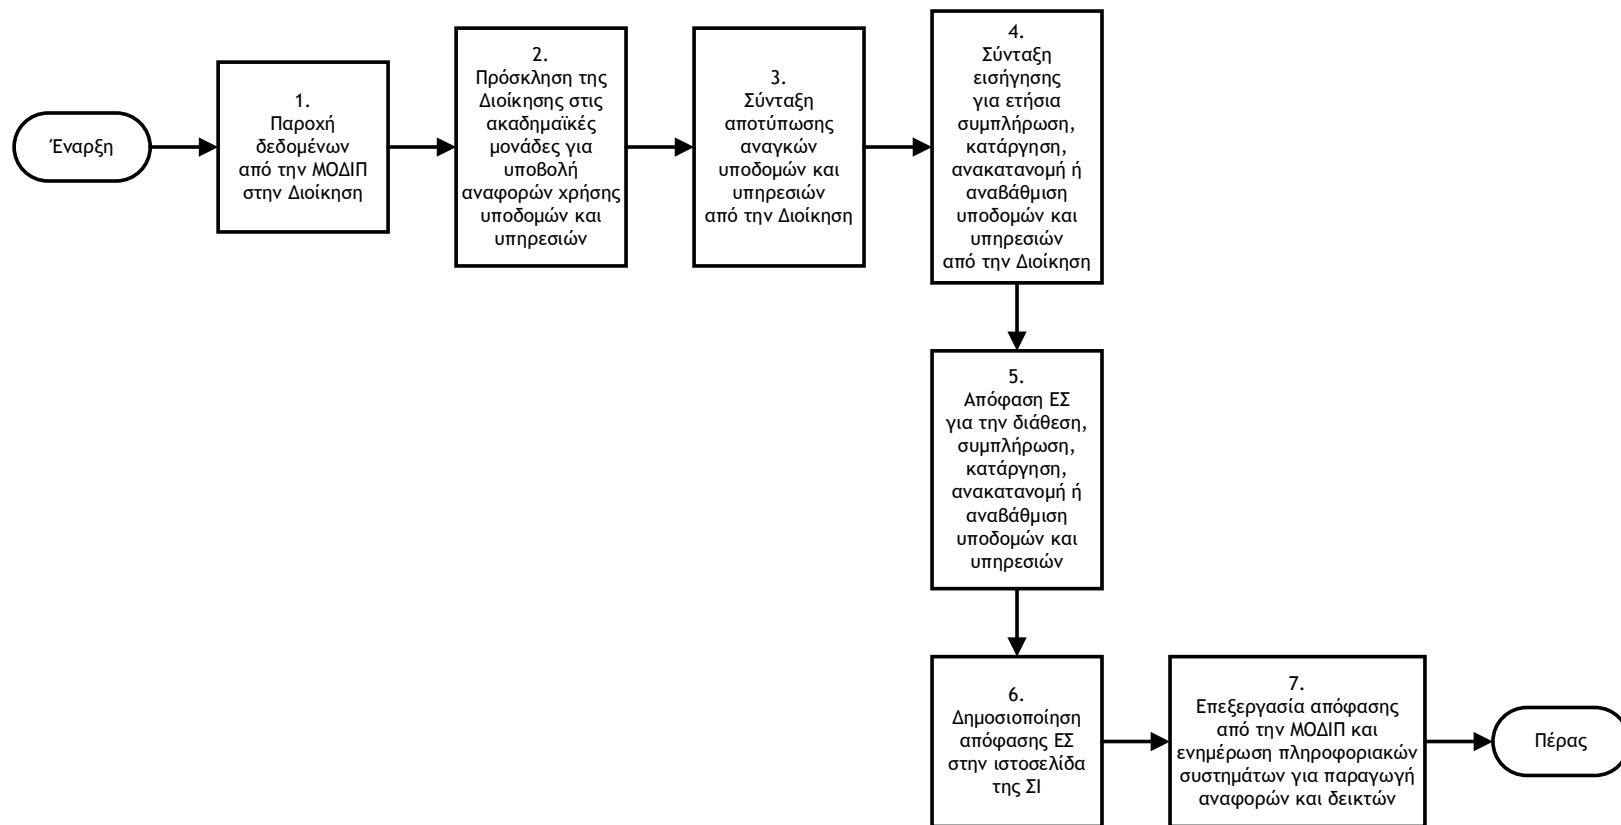 Έναρξη
1.
Παροχή
δεδομένων
από την ΜΟΔΙΠ
στην Διοίκηση
2.
Πρόσκληση της
Διοίκησης στις
ακαδημαϊκές
μονάδες για
υποβολή
αναφορών χρήσης
υποδομών και
υπηρεσιών
3.
Σύνταξη
αποτύπωσης
αναγκών
υποδομών και
υπηρεσιών
από την Διοίκηση
4.
Σύνταξη
εισήγησης
για ετήσια
συμπλήρωση,
κατάργηση,
ανακατανομή ή
αναβάθμιση
υποδομών και
υπηρεσιών
από την Διοίκηση
5.
Απόφαση ΕΣ
για την διάθεση,
συμπλήρωση,
κατάργηση,
ανακατανομή ή
αναβάθμιση
υποδομών και
υπηρεσιών
6.
Δημοσιοποίηση
απόφασης ΕΣ
στην ιστοσελίδα
της ΣΙ
7.
Επεξεργασία απόφασης
από την ΜΟΔΙΠ και
ενημέρωση πληροφοριακών
συστημάτων για παραγωγή
αναφορών και δεικτών
Πέρας